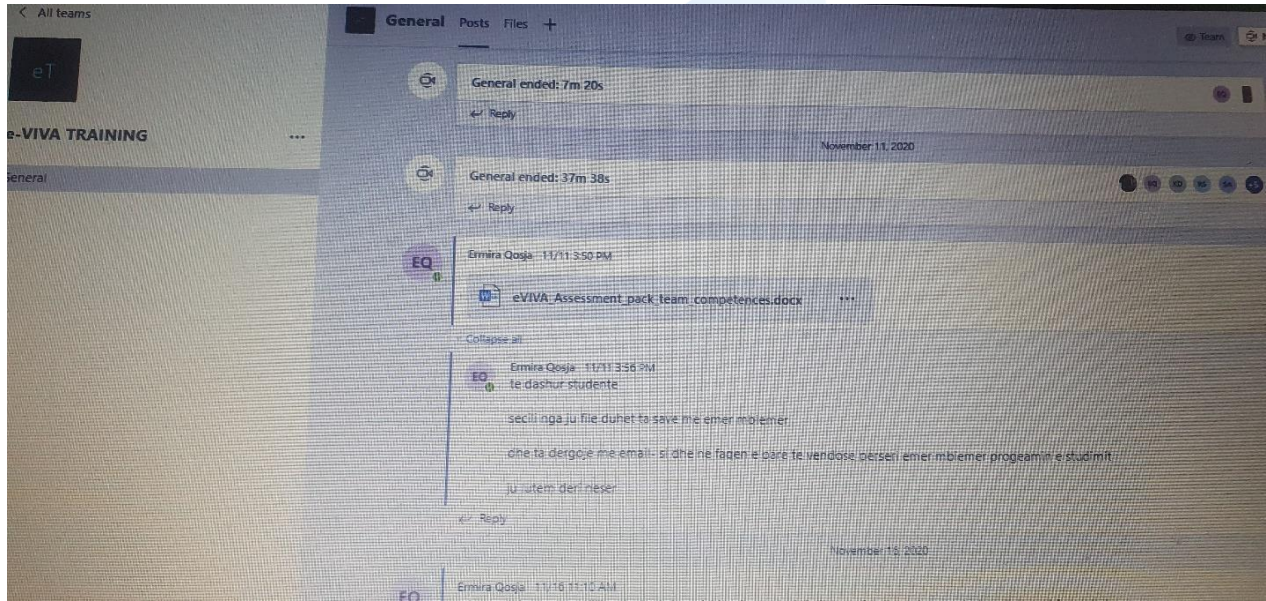 All teams
eT
e-VIVA TRAINING
General
General Posts Files +
Team
General ended: 7m 20s
Reply
November 11, 2020
General ended: 37m 38s
EQ
+5
Reply
EQ
Ermira Qosja 11/11 3:50 PM
eVIVA_Assessment_pack_team_competences.docx
Collapse all
EQ
Ermira Qosja 11/11 3:56 PM
te dashur studente
secili nga ju file duhet ta save me emer mbiemer
dhe ta dergoje me email- si dhe ne faqen e pare te vendose perseri emer mbiemer progeamin e studimit
ju lutem deri neser
Reply
November 16, 2020
EQ
Ermira Qosja 11/16 11:10 AM